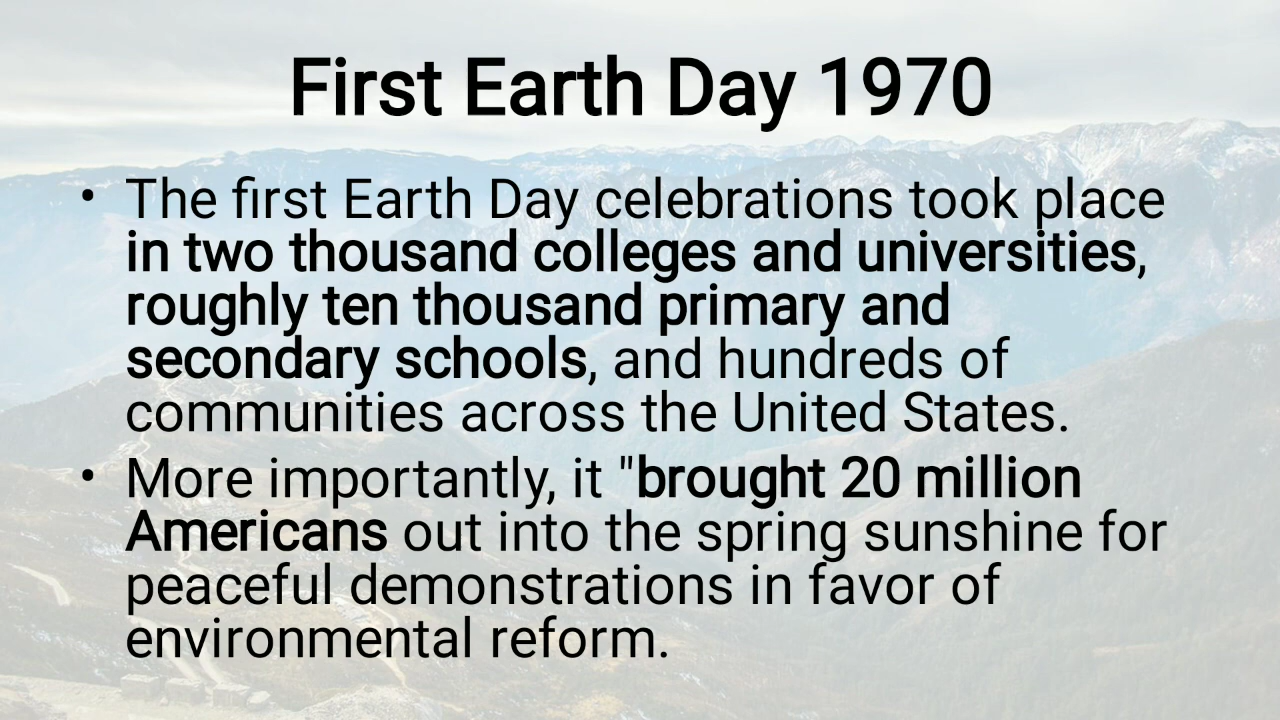 First Earth Day 1970
• The first Earth Day celebrations took place
in two thousand colleges and universities,
roughly ten thousand primary and
secondary schools, and hundreds of
communities across the United States.
• More importantly, it "brought 20 million
Americans out into the spring sunshine for
peaceful demonstrations in favor of
environmental reform.